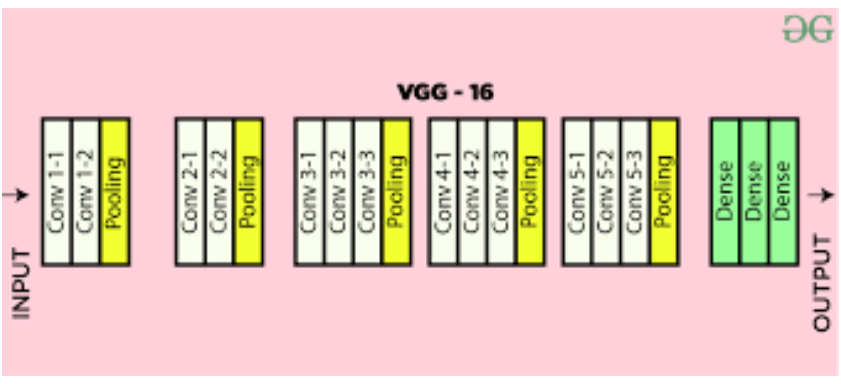 ƏG
VGG - 16
INPUT
Conv 1-1
Conv 1-2
Pooling
Conv 2-1
Conv 2-2
Pooling
Conv 3-1
Conv 3-2
Conv 3-3
Pooling
Conv 4-1
Conv 4-2
Conv 4-3
Pooling
Conv 5-1
Conv 5-2
Conv 5-3
Pooling
Dense
Dense
Dense
OUTPUT